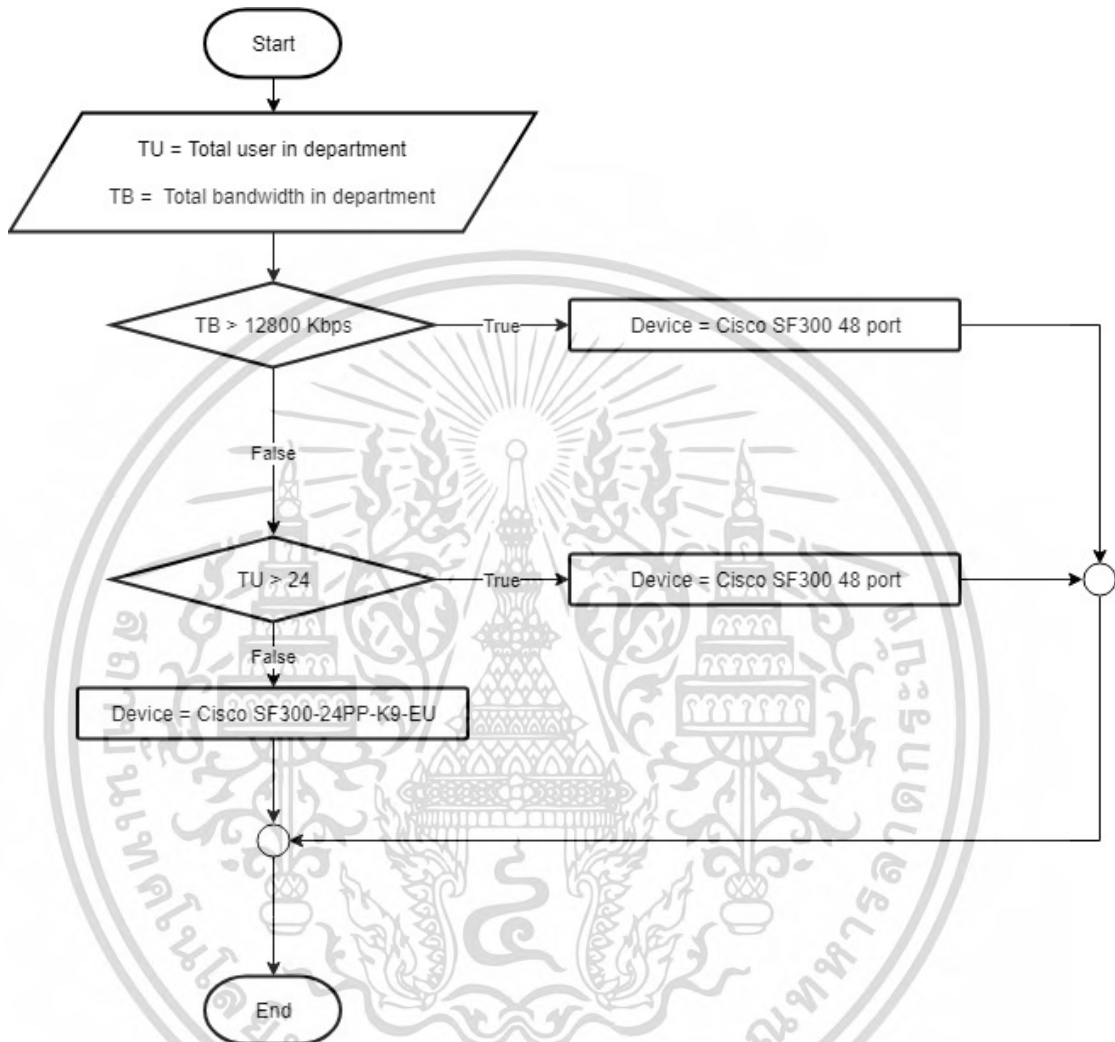 Start
TU = Total user in department
TB = Total bandwidth in department
TB > 12800 Kbps
True
Device = Cisco SF300 48 port
False
TU > 24
True
Device = Cisco SF300 48 port
False
Device = Cisco SF300-24PP-K9-EU
End